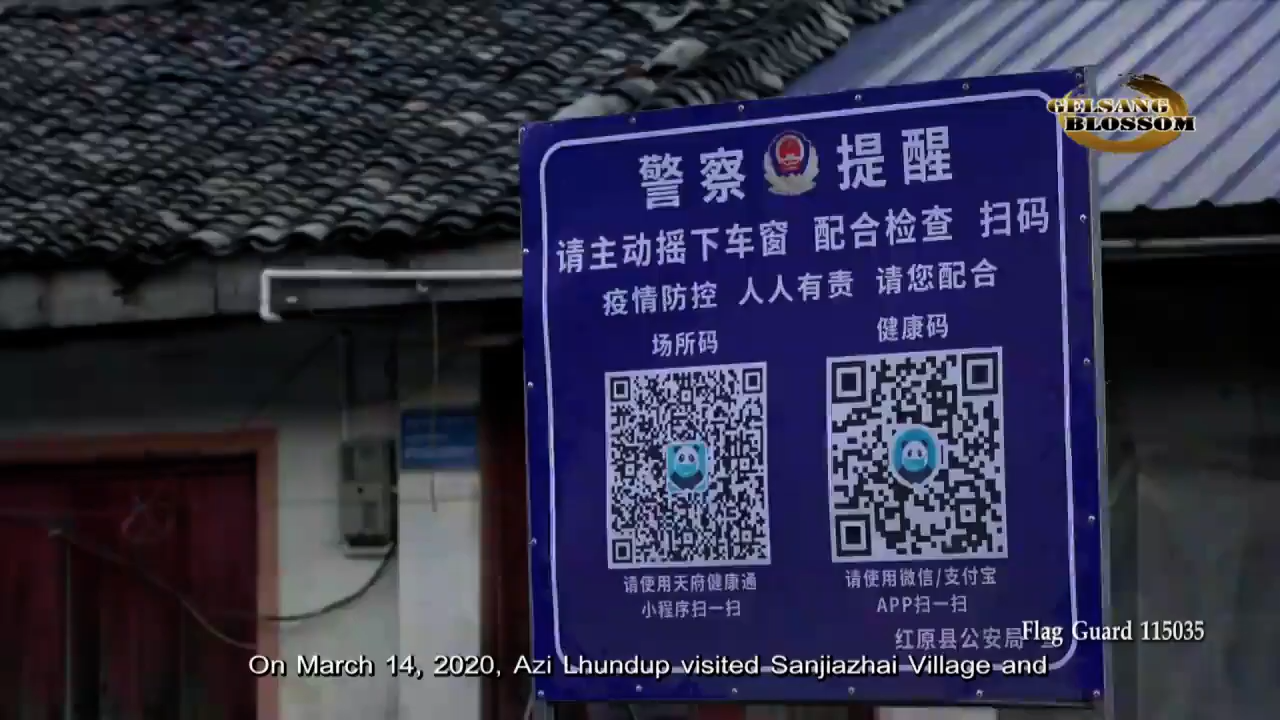 GELSANG
BLOSSOM
警察 提醒
请主动摇下车窗 配合检查 扫码
疫情防控 人人有责 请您配合
场所码
健康码
请使用天府健康通
小程序扫一扫
请使用微信/支付宝
APP扫一扫
红原县公安局
Flag Guard 115035
On March 14, 2020, Azi Lhundup visited Sanjiazhai Village and